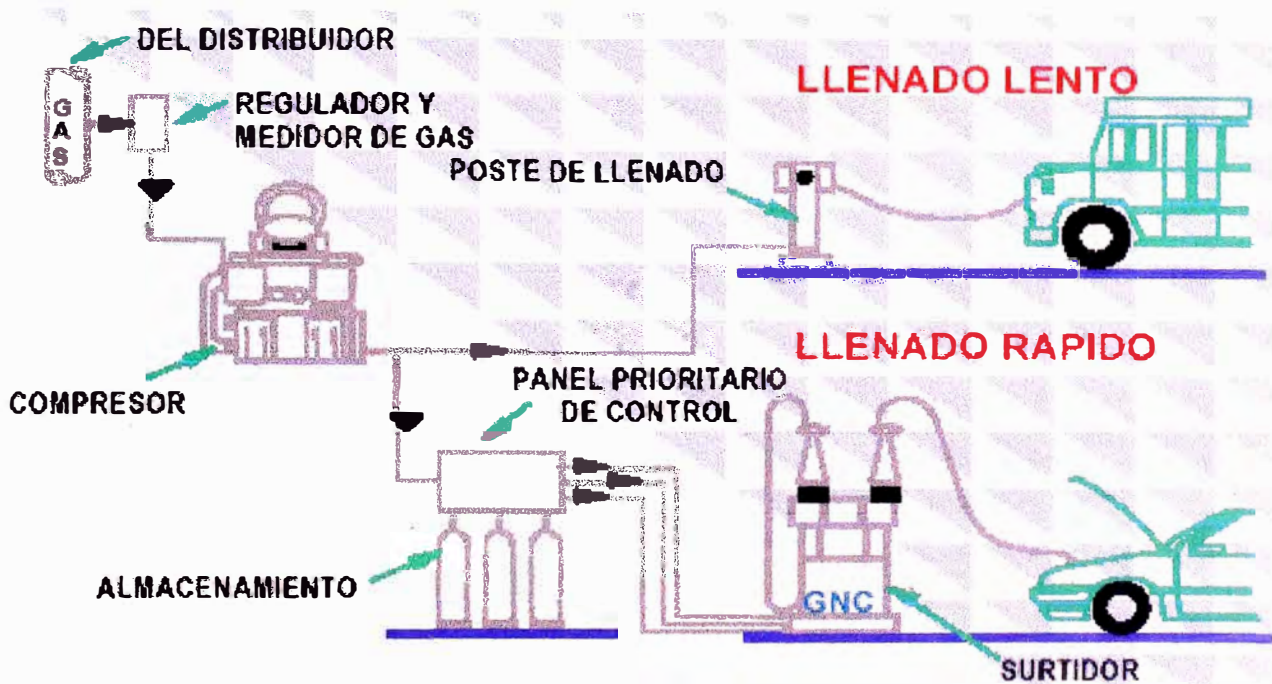 DEL DISTRIBUIDOR
GAS
REGULADOR Y
MEDIDOR DE GAS
LLENADO LENTO
POSTE DE LLENADO
COMPRESOR
LLENADO RAPIDO
PANEL PRIORITARIO
DE CONTROL
ALMACENAMIENTO
GNC
SURTIDOR